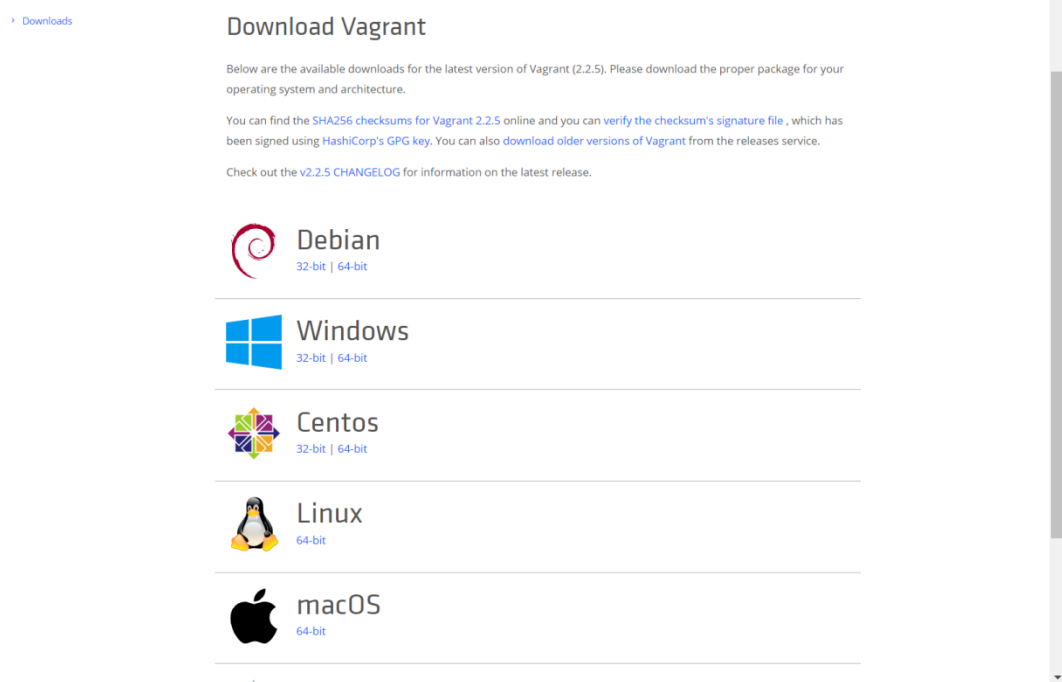 Downloads
Download Vagrant
Below are the available downloads for the latest version of Vagrant (2.2.5). Please download the proper package for your
operating system and architecture.
You can find the SHA256 checksums for Vagrant 2.2.5 online and you can verify the checksum's signature file , which has
been signed using HashiCorp's GPG key. You can also download older versions of Vagrant from the releases service.
Check out the v2.2.5 CHANGELOG for information on the latest release.
Debian
32-bit | 64-bit
Windows
32-bit | 64-bit
Centos
32-bit | 64-bit
Linux
64-bit
macOS
64-bit